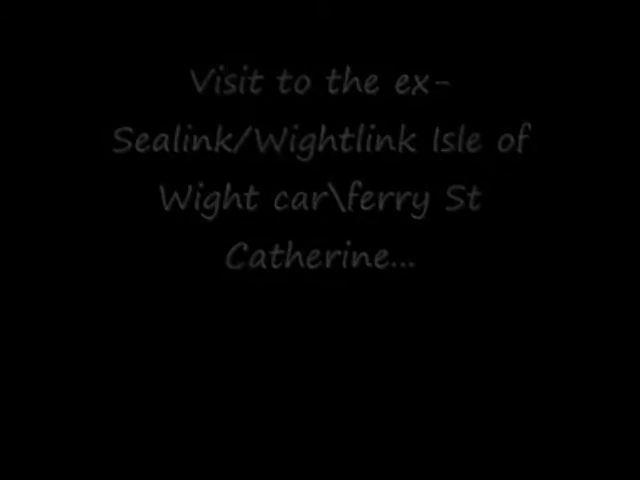 Visit to the ex-
Sealink/Wightlink Isle of
Wight car\ferry St
Catherine...